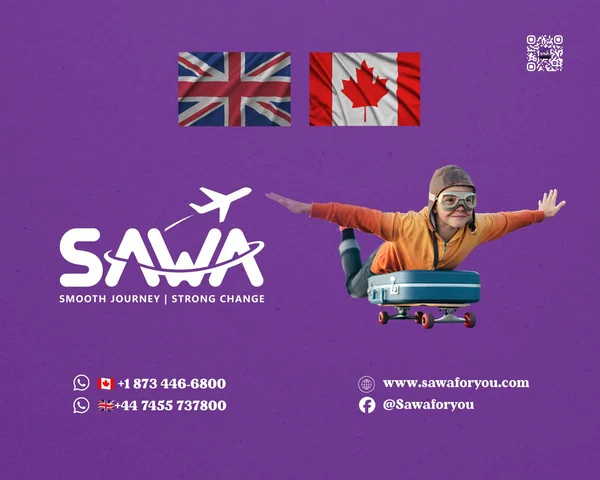 SAWA
SMOOTH JOURNEY | STRONG CHANGE
+1 873 446-6800
+44 7455 737800
www.sawaforyou.com
@Sawaforyou